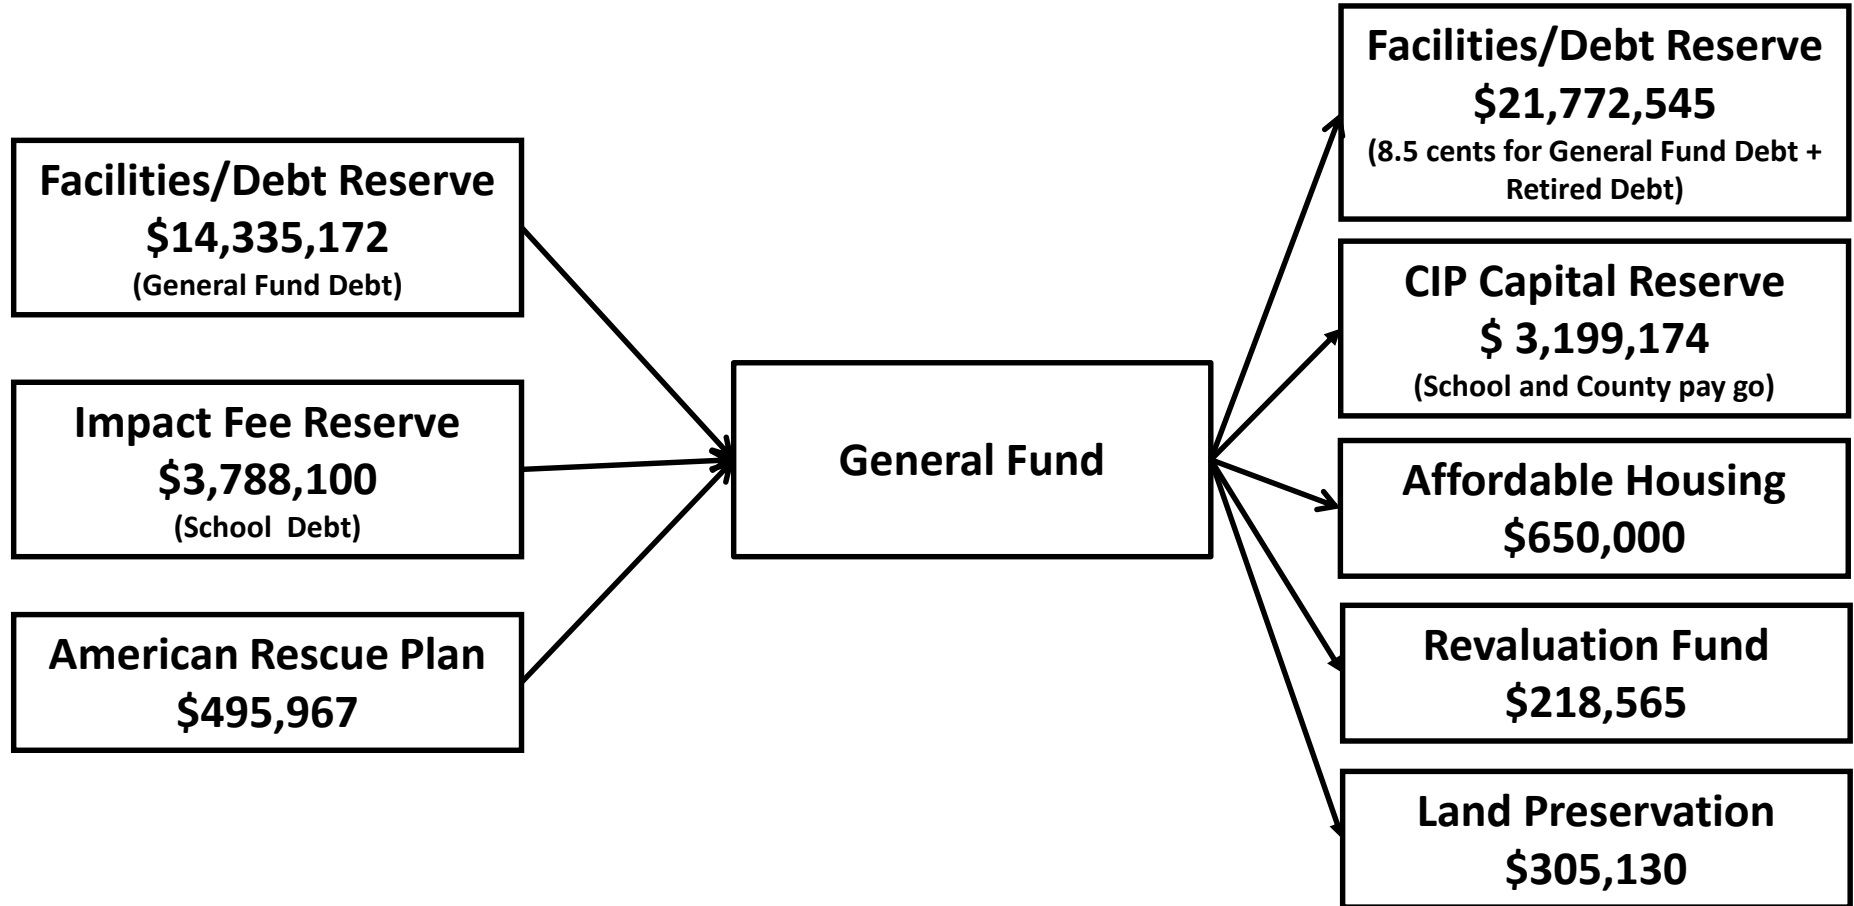 Facilities/Debt Reserve
$14,335,172
(General Fund Debt)
Impact Fee Reserve
$3,788,100
(School  Debt)
American Rescue Plan
$495,967
General Fund
Facilities/Debt Reserve
$21,772,545
(8.5 cents for General Fund Debt +
Retired Debt)
CIP Capital Reserve
$ 3,199,174
(School and County pay go)
Affordable Housing
$650,000
Revaluation Fund
$218,565
Land Preservation
$305,130